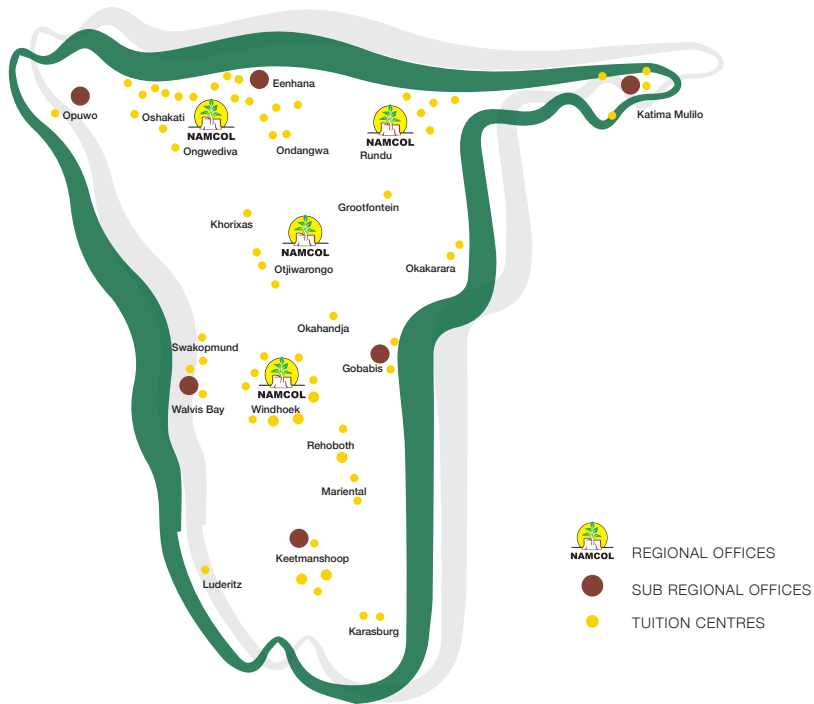 Eenhana
Opuwo
Oshakati
NAMCOL
Ongwediva
Ondangwa
NAMCOL
Rundu
Katima Mulilo
Grootfontein
Khorixas
NAMCOL
Otjiwarongo
Okakarara
Okahandja
Swakopmund
Gobabis
NAMCOL
Walvis Bay
Windhoek
Rehoboth
Mariental
Keetmanshoop
Luderitz
Karasburg
NAMCOL
REGIONAL OFFICES
SUB REGIONAL OFFICES
TUITION CENTRES